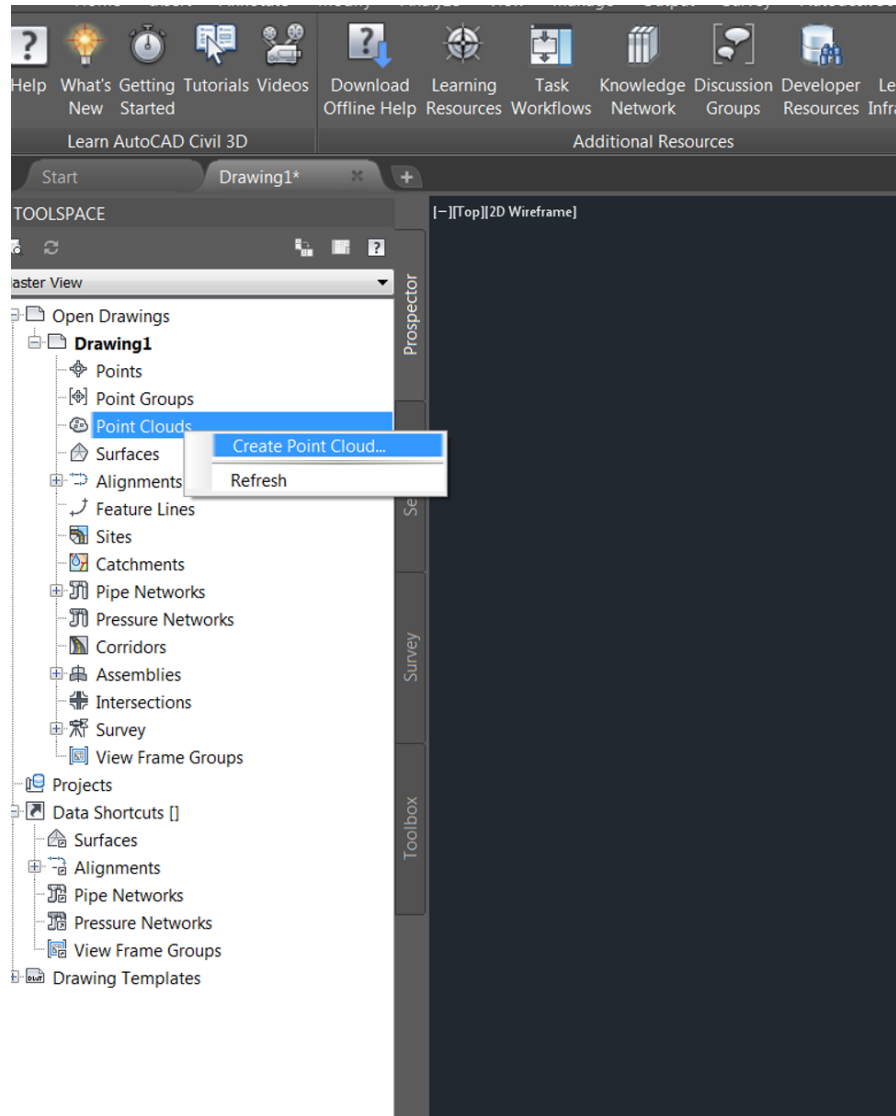 Help What's New Getting Started Tutorials Videos Download Offline Help Learning Resources Task Workflows Knowledge Network Discussion Groups Developer Resources
Learn AutoCAD Civil 3D Additional Resources
Start Drawing1*
TOOLSPACE
[−][Top][2D Wireframe]
View
Prospector
Open Drawings
Drawing1
Points
Point Groups
Point Clouds
Create Point Cloud...
Surfaces
Refresh
Alignments
Feature Lines
Sites
Catchments
Pipe Networks
Pressure Networks
Corridors
Survey
Assemblies
Intersections
Survey
View Frame Groups
Projects
Data Shortcuts []
Toolbox
Surfaces
Alignments
Pipe Networks
Pressure Networks
View Frame Groups
Drawing Templates